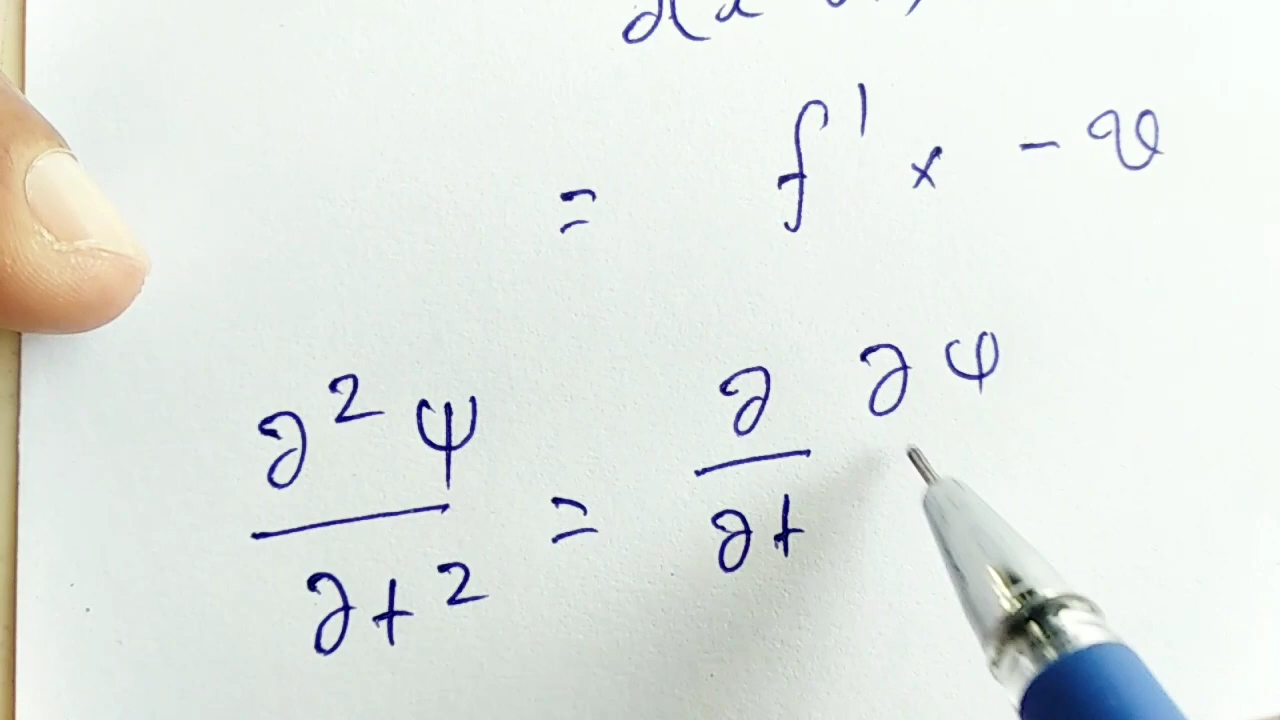 = f' × - v
∂²ψ/∂t² = ∂/∂t ∂φ